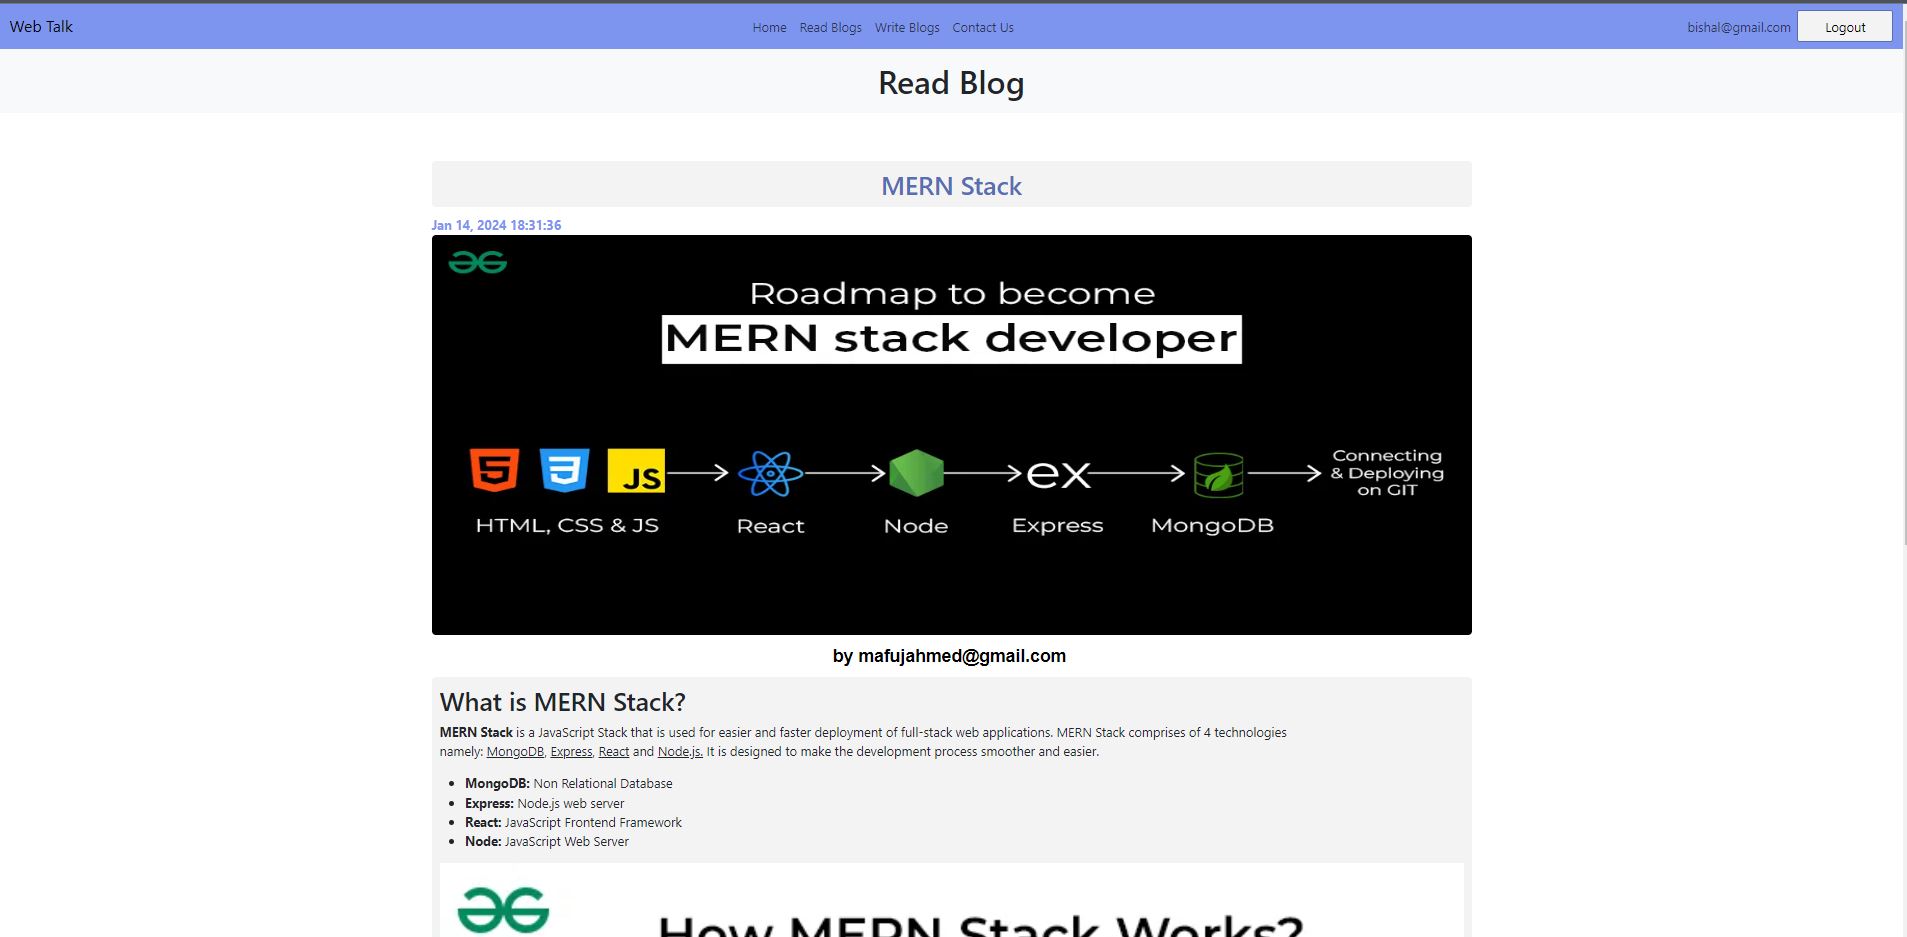 Web Talk
Home Read Blogs Write Blogs Contact Us
bishal@gmail.com Logout
Read Blog
MERN Stack
Jan 14, 2024 18:31:36
Roadmap to become
MERN stack developer
5 3 JS ex
Connecting
& Deploying
on GIT
HTML, CSS & JS React Node Express MongoDB
by mafujahmed@gmail.com
What is MERN Stack?
MERN Stack is a JavaScript Stack that is used for easier and faster deployment of full-stack web applications. MERN Stack comprises of 4 technologies
namely: MongoDB, Express, React and Node.js. It is designed to make the development process smoother and easier.
• MongoDB: Non Relational Database
• Express: Node.js web server
• React: JavaScript Frontend Framework
• Node: JavaScript Web Server
How MERN Stack Works?